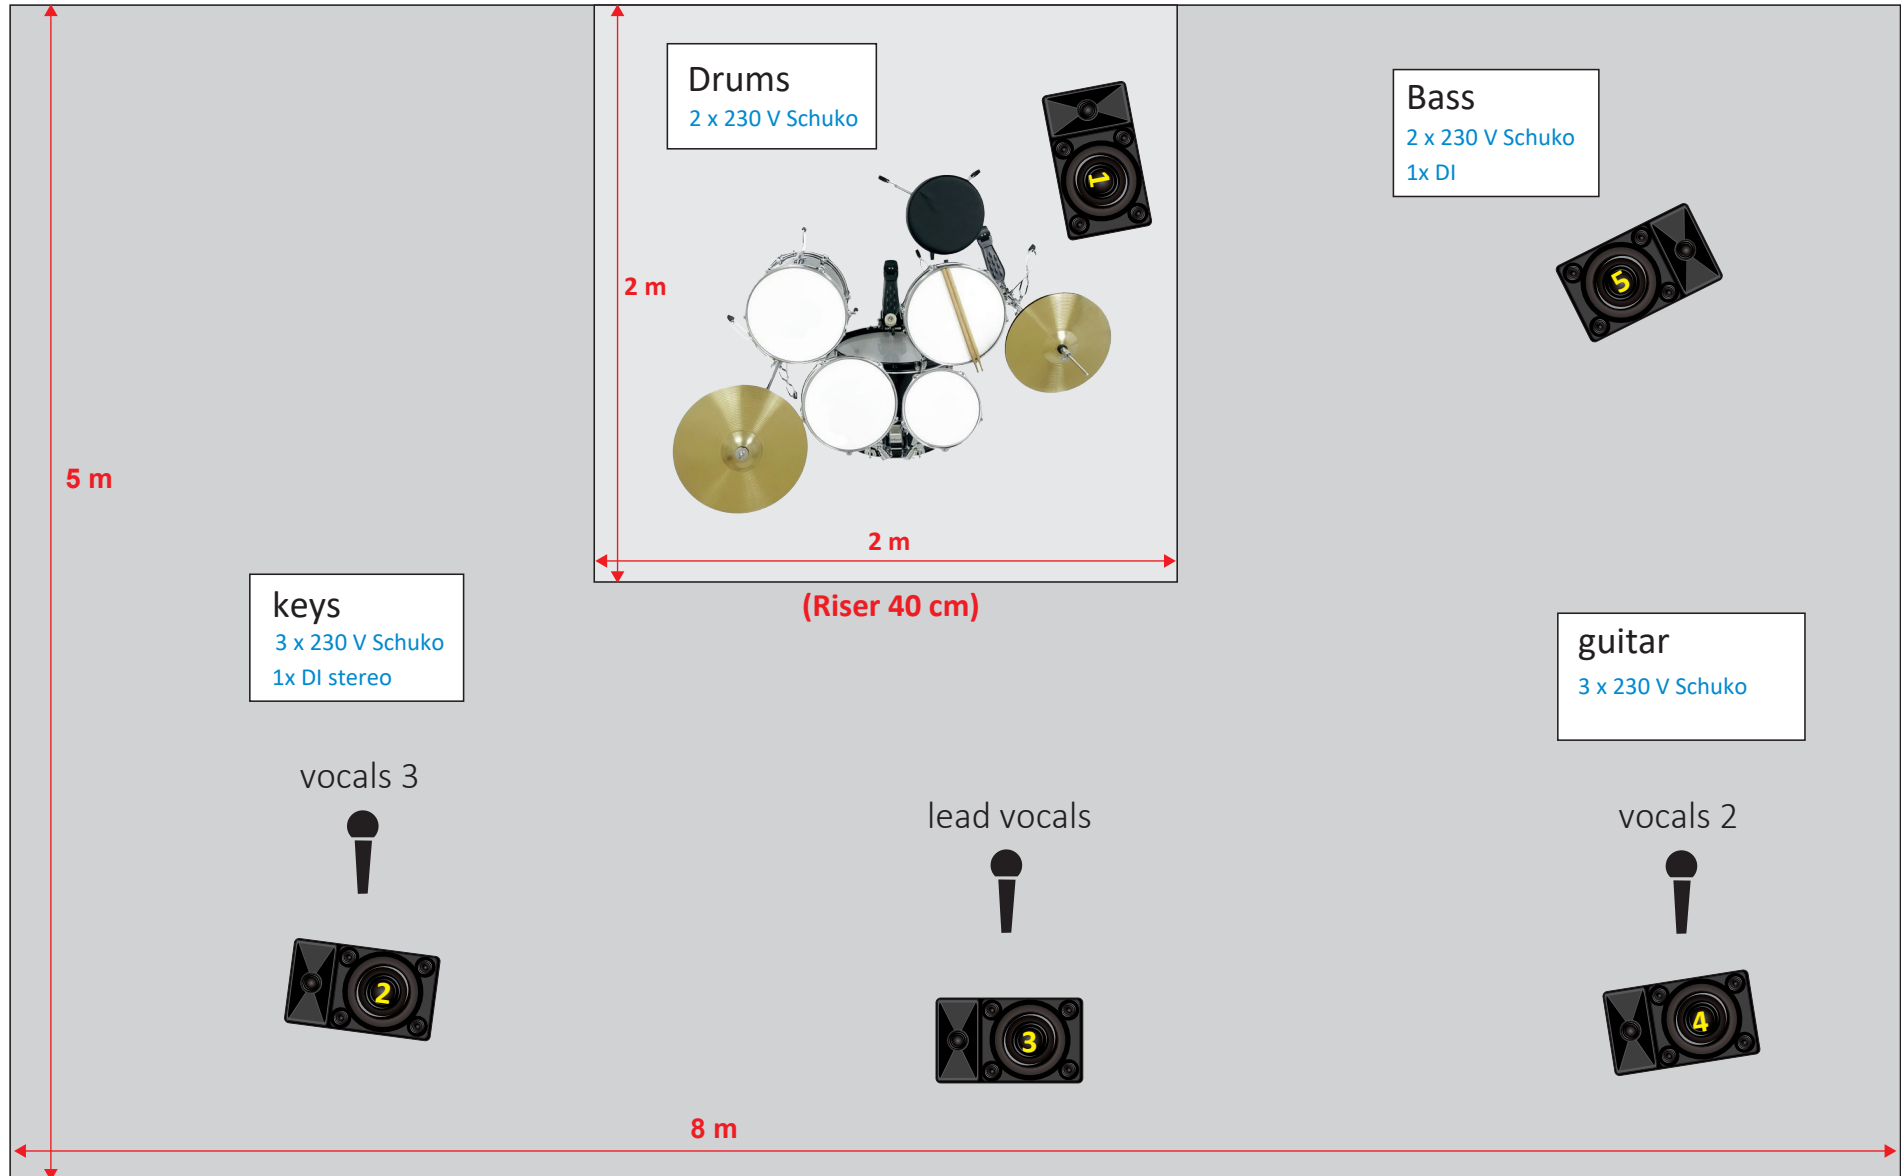 Drums
2 x 230 V Schuko
1
Bass
2 x 230 V Schuko
1x DI
5
2 m
5 m
2 m
(Riser 40 cm)
keys
3 x 230 V Schuko
1x DI stereo
guitar
3 x 230 V Schuko
vocals 3
lead vocals
vocals 2
2
3
4
8 m